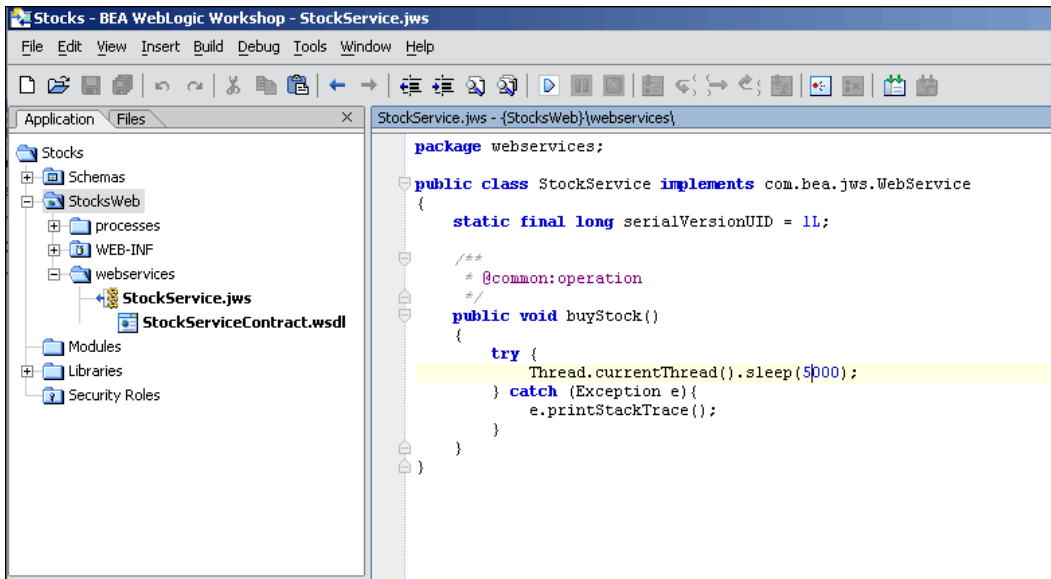 Stocks - BEA WebLogic Workshop - StockService.jws
File Edit View Insert Build Debug Tools Window Help
Application Files
Stocks
Schemas
StocksWeb
processes
WEB-INF
webservices
StockService.jws
StockServiceContract.wsdl
Modules
Libraries
Security Roles
StockService.jws - {StocksWeb}\webservices\
package webservices;
public class StockService implements com.bea.jws.WebService
{
static final long serialVersionUID = 1L;
/**
* @common:operation
*/
public void buyStock()
{
try {
Thread.currentThread().sleep(5000);
} catch (Exception e){
e.printStackTrace();
}
}
}